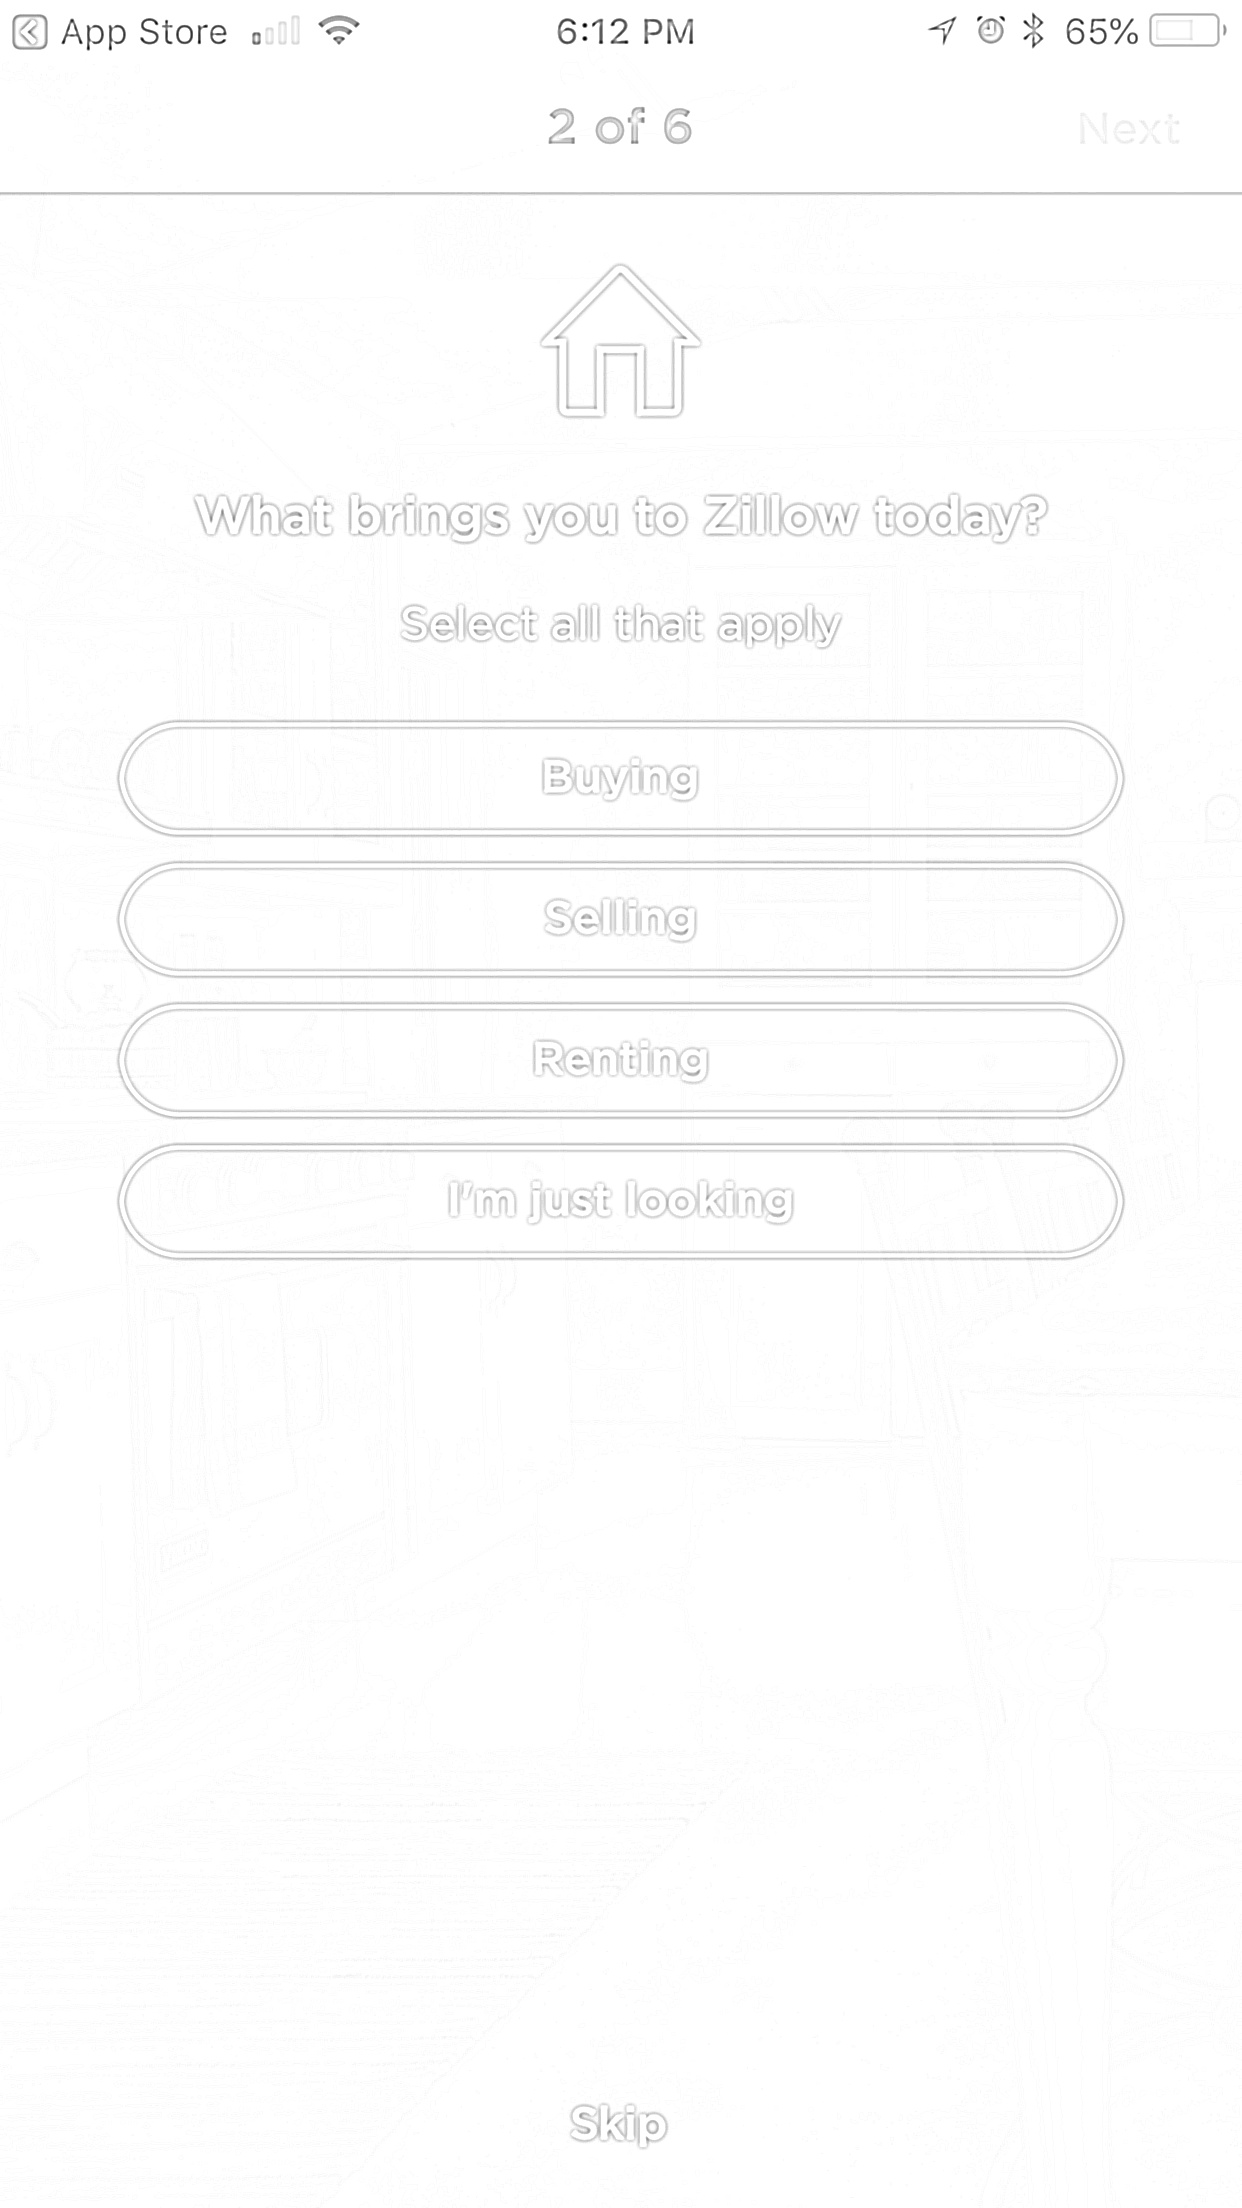 App Store 6:12 PM 65%
2 of 6 Next
What brings you to Zillow today?
Select all that apply
Buying
Selling
Renting
I'm just looking
Skip